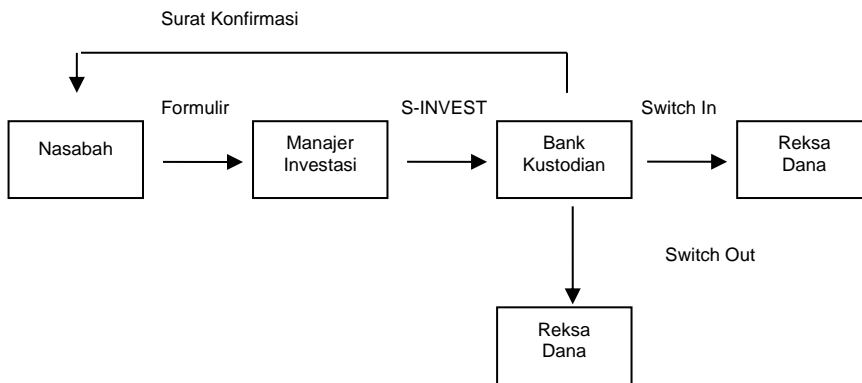 Surat Konfirmasi
Formulir
S-INVEST
Switch In
Nasabah
Manajer
Investasi
Bank
Kustodian
Reksa
Dana
Switch Out
Reksa
Dana